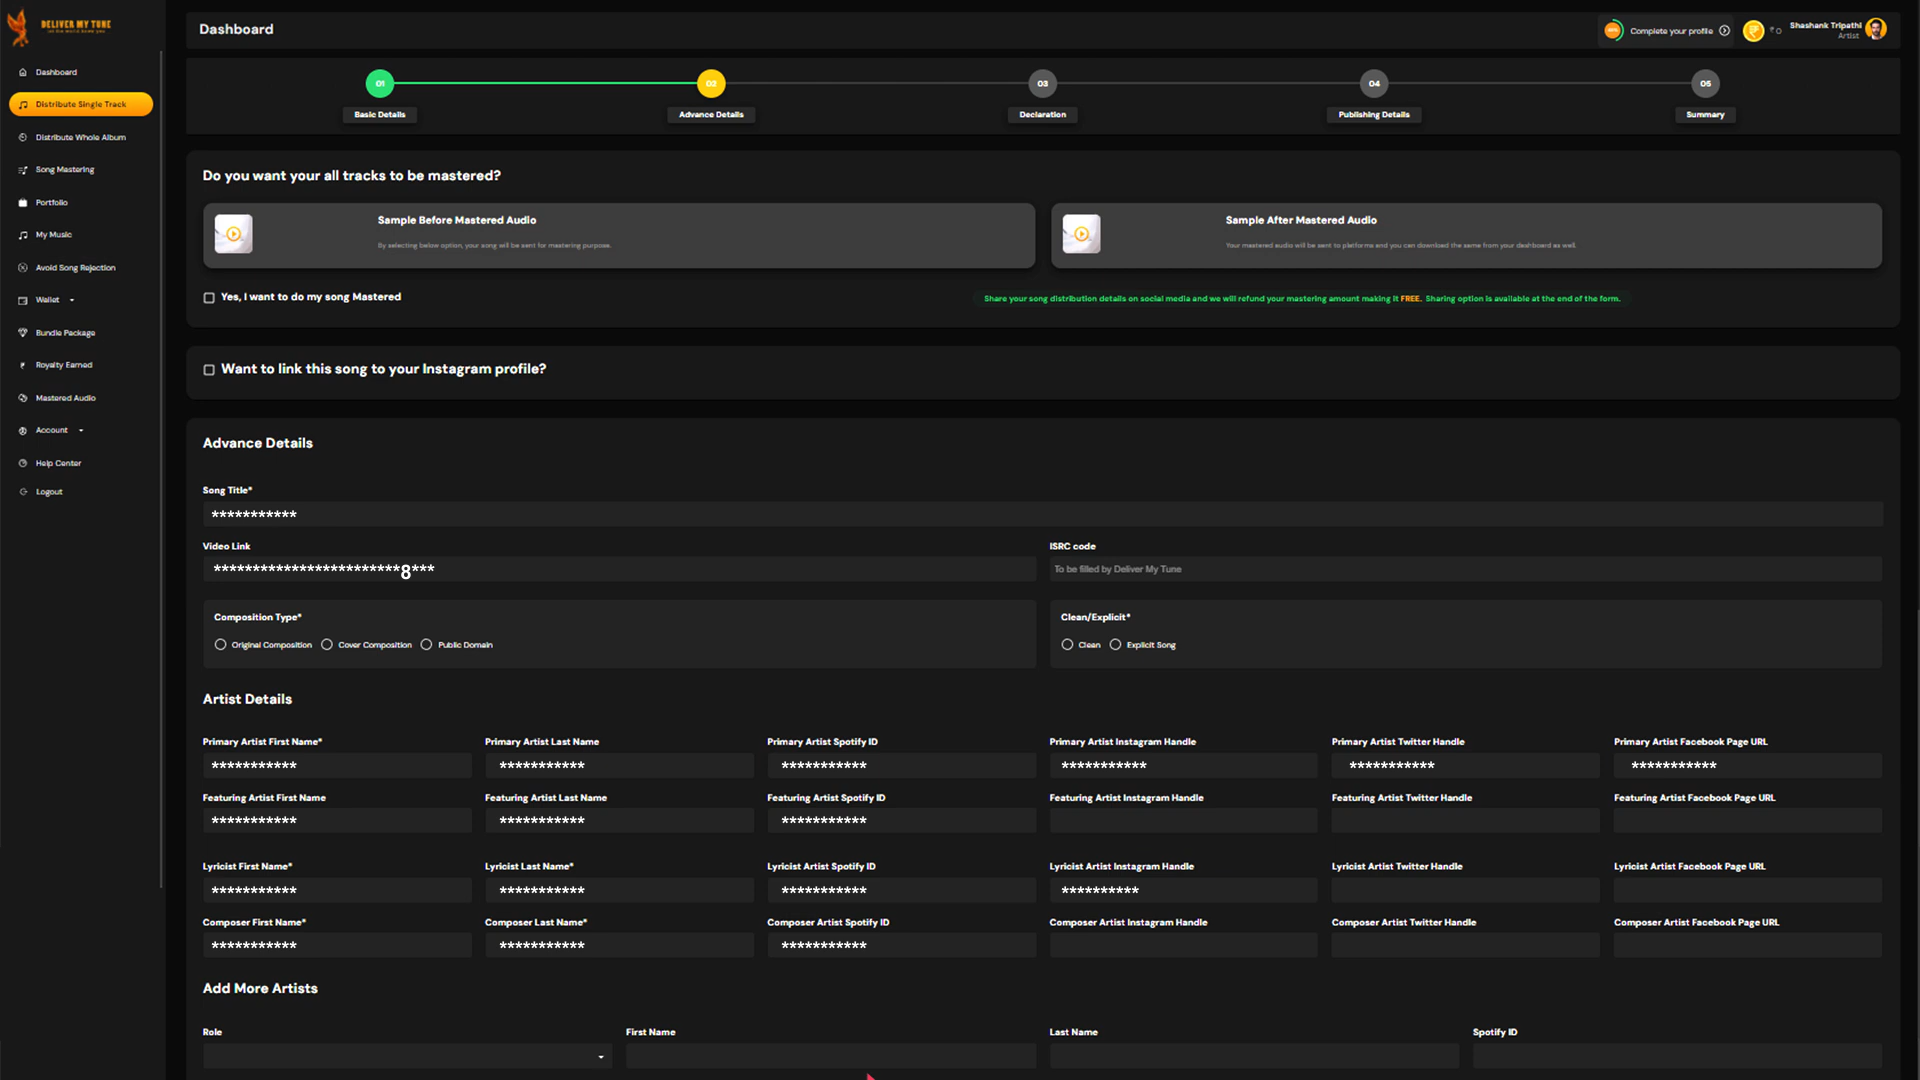 DELIVER MY TUNE
Dashboard
Distribute Single Track
Distribute Whole Album
Song Mastering
Portfolio
My Music
Avoid Song Rejection
Wallet
Bundle Package
Royalty Earned
Mastered Audio
Account
Help Center
Logout
Dashboard
Complete your profile
₹ 0
Shashank Tripathi
Artist
01
02
03
04
05
Basic Details
Advance Details
Declaration
Publishing Details
Summary
Do you want your all tracks to be mastered?
Sample Before Mastered Audio
By selecting below option, your song will be sent for mastering purpose.
Sample After Mastered Audio
Your mastered audio will be sent to platforms and you can download the same from your dashboard as well.
Yes, I want to do my song Mastered
Share your song distribution details on social media and we will refund your mastering amount making it FREE. Sharing option is available at the end of the form.
Want to link this song to your Instagram profile?
Advance Details
Song Title*
***********
Video Link
ISRC code
************************8***
To be filled by Deliver My Tune
Composition Type*
Original Composition Cover Composition Public Domain
Clean/Explicit*
Clean Explicit Song
Artist Details
Primary Artist First Name* Primary Artist Last Name Primary Artist Spotify ID Primary Artist Instagram Handle Primary Artist Twitter Handle Primary Artist Facebook Page URL
*********** *********** *********** *********** *********** ***********
Featuring Artist First Name Featuring Artist Last Name Featuring Artist Spotify ID Featuring Artist Instagram Handle Featuring Artist Twitter Handle Featuring Artist Facebook Page URL
*********** *********** ***********
Lyricist First Name* Lyricist Last Name* Lyricist Artist Spotify ID Lyricist Artist Instagram Handle Lyricist Artist Twitter Handle Lyricist Artist Facebook Page URL
*********** *********** *********** **********
Composer First Name* Composer Last Name* Composer Artist Spotify ID Composer Artist Instagram Handle Composer Artist Twitter Handle Composer Artist Facebook Page URL
*********** *********** ***********
Add More Artists
Role First Name Last Name Spotify ID